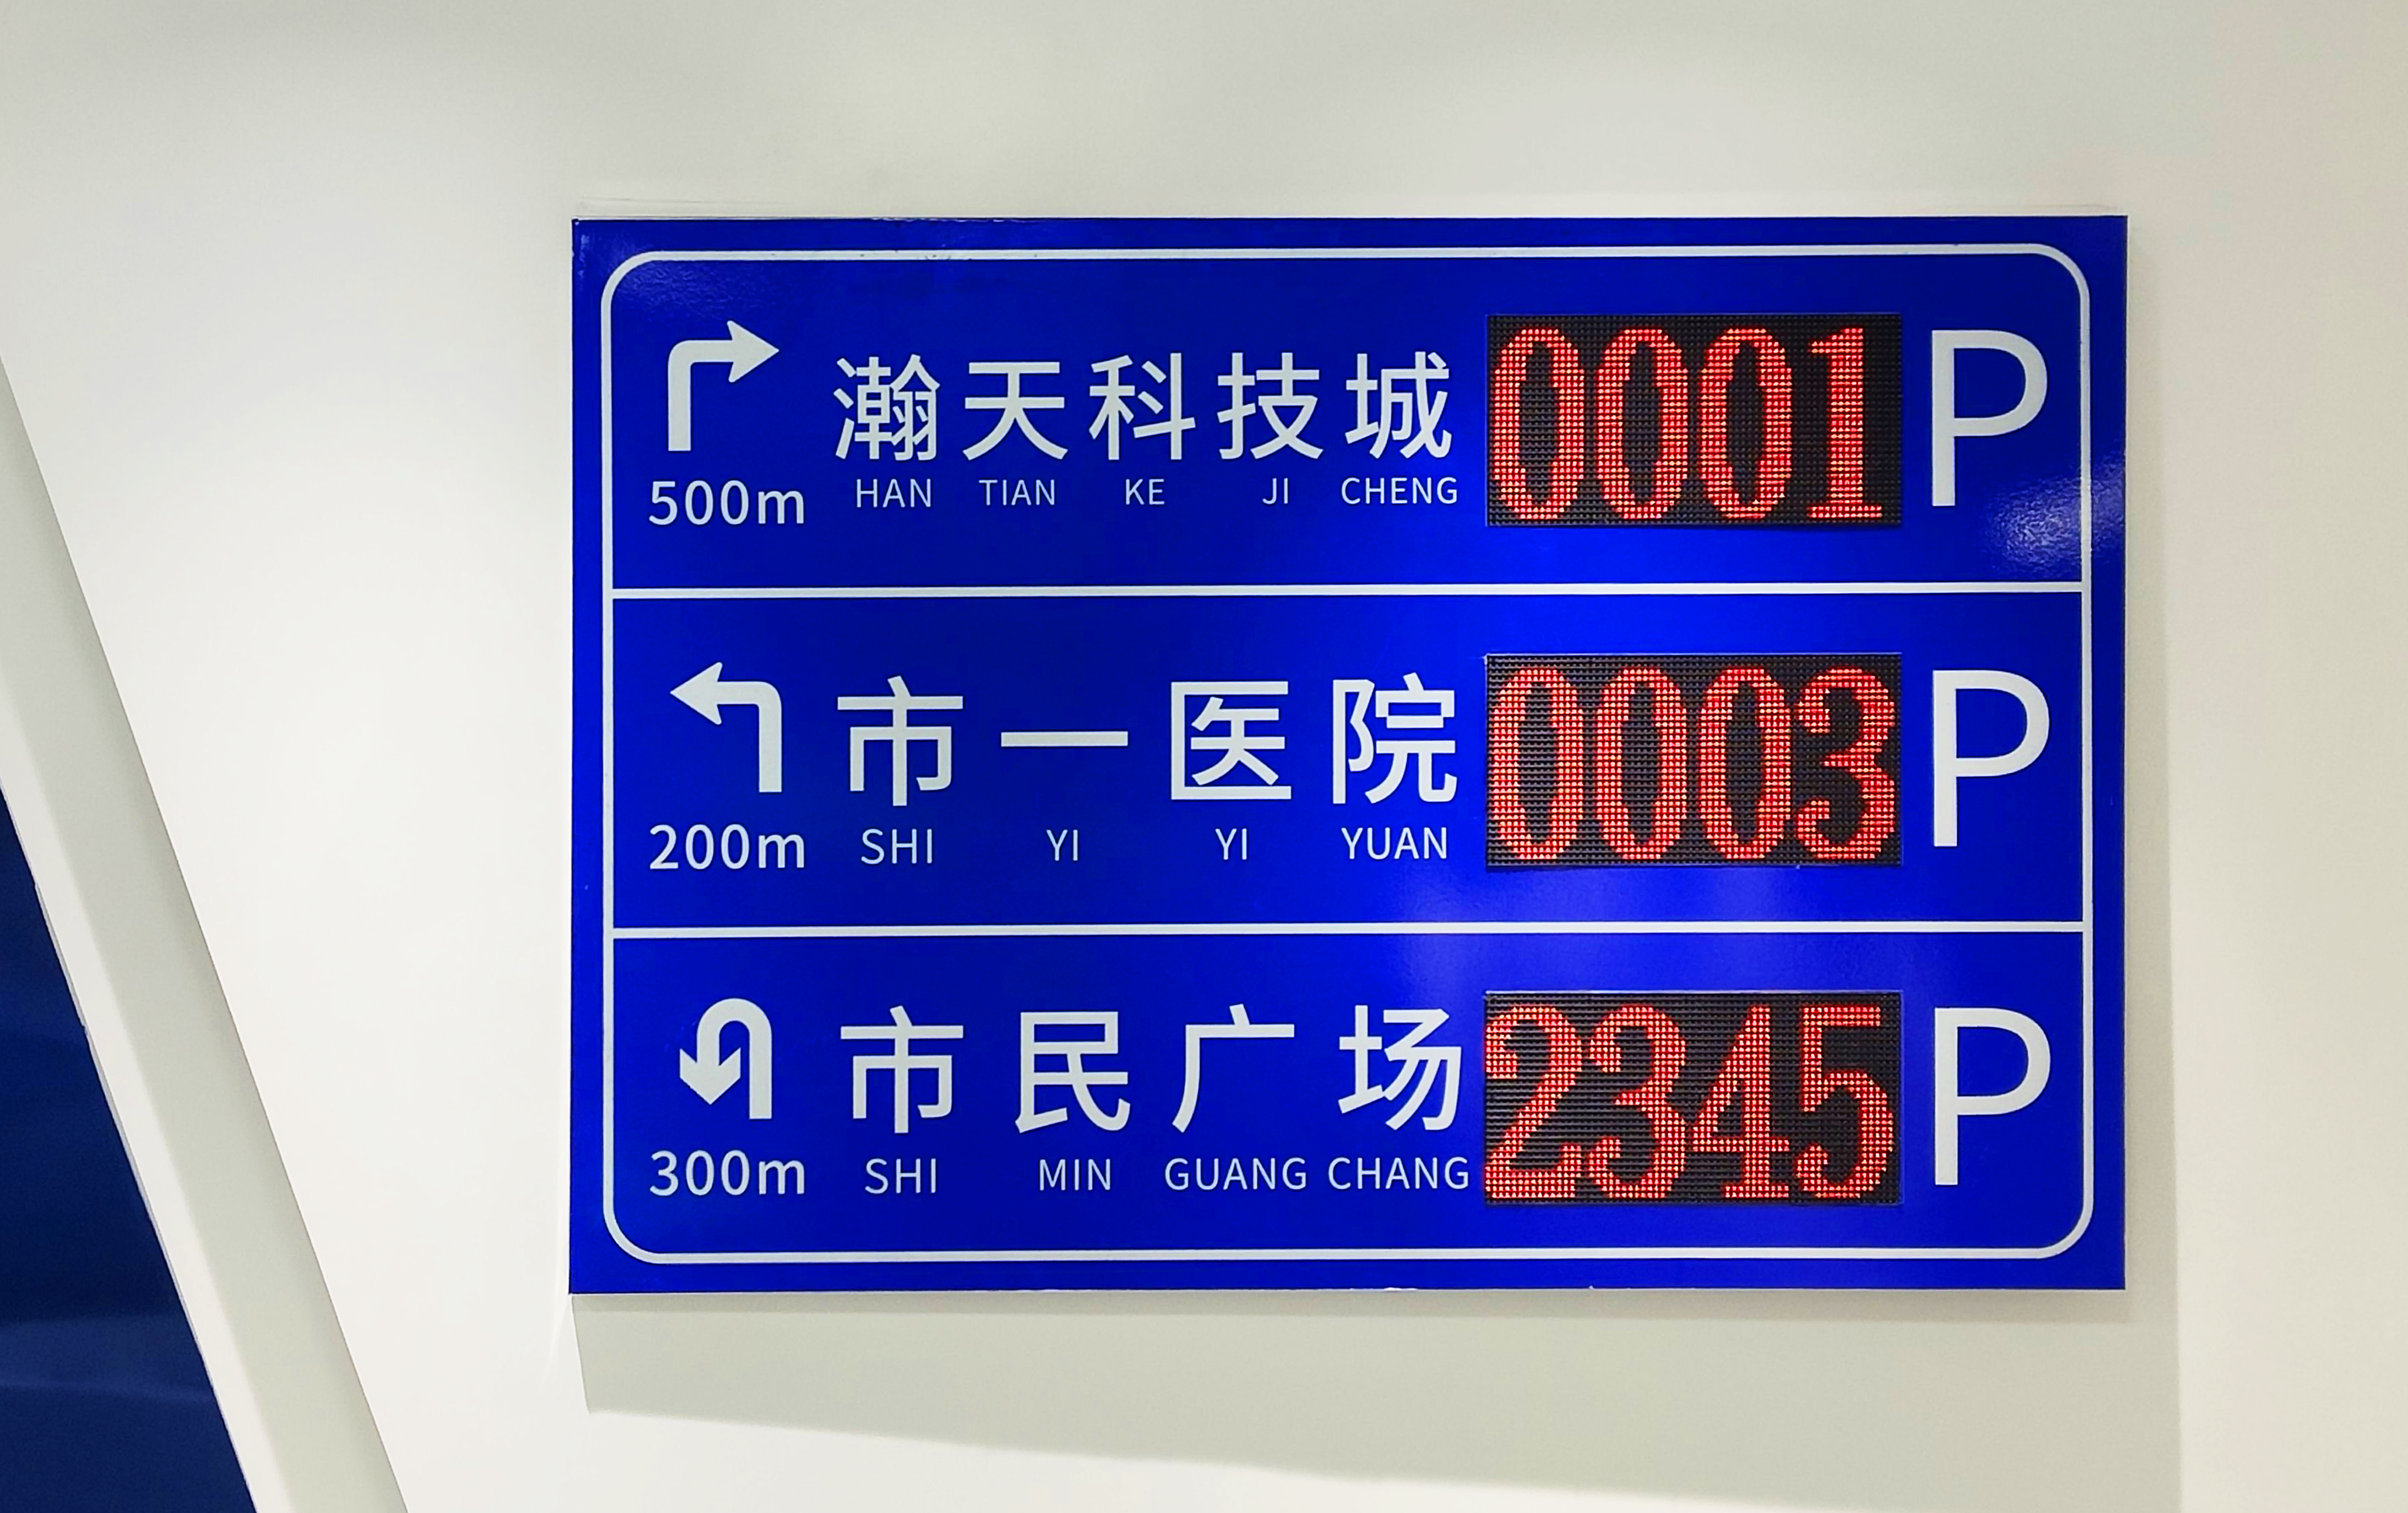 瀚天科技城 0001 P
500m HAN TIAN KE JI CHENG
市一医院 0003 P
200m SHI YI YI YUAN
市民广场 2345 P
300m SHI MIN GUANG CHANG